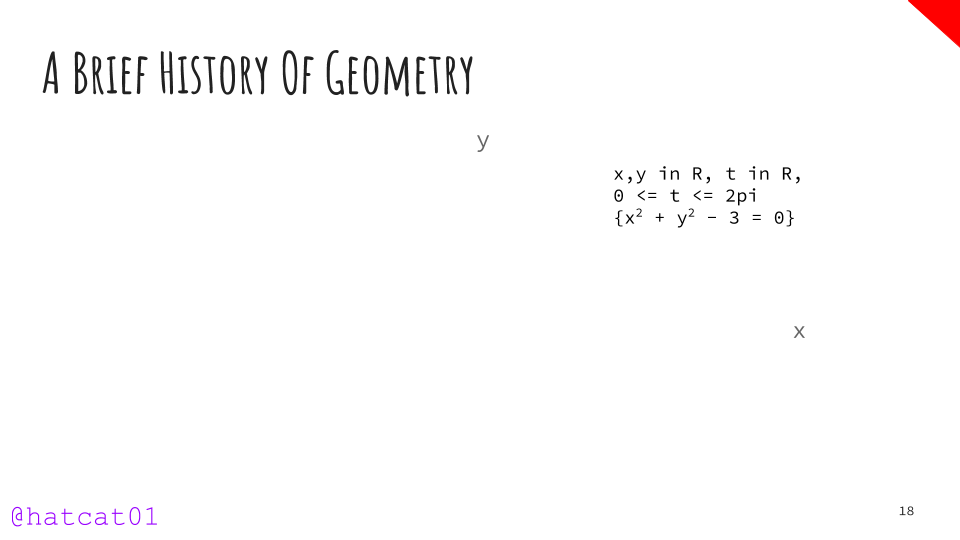 A Brief History Of Geometry
y
x,y in R, t in R,
0 <= t <= 2pi
{x² + y² − 3 = 0}
x
@hatcat01
18